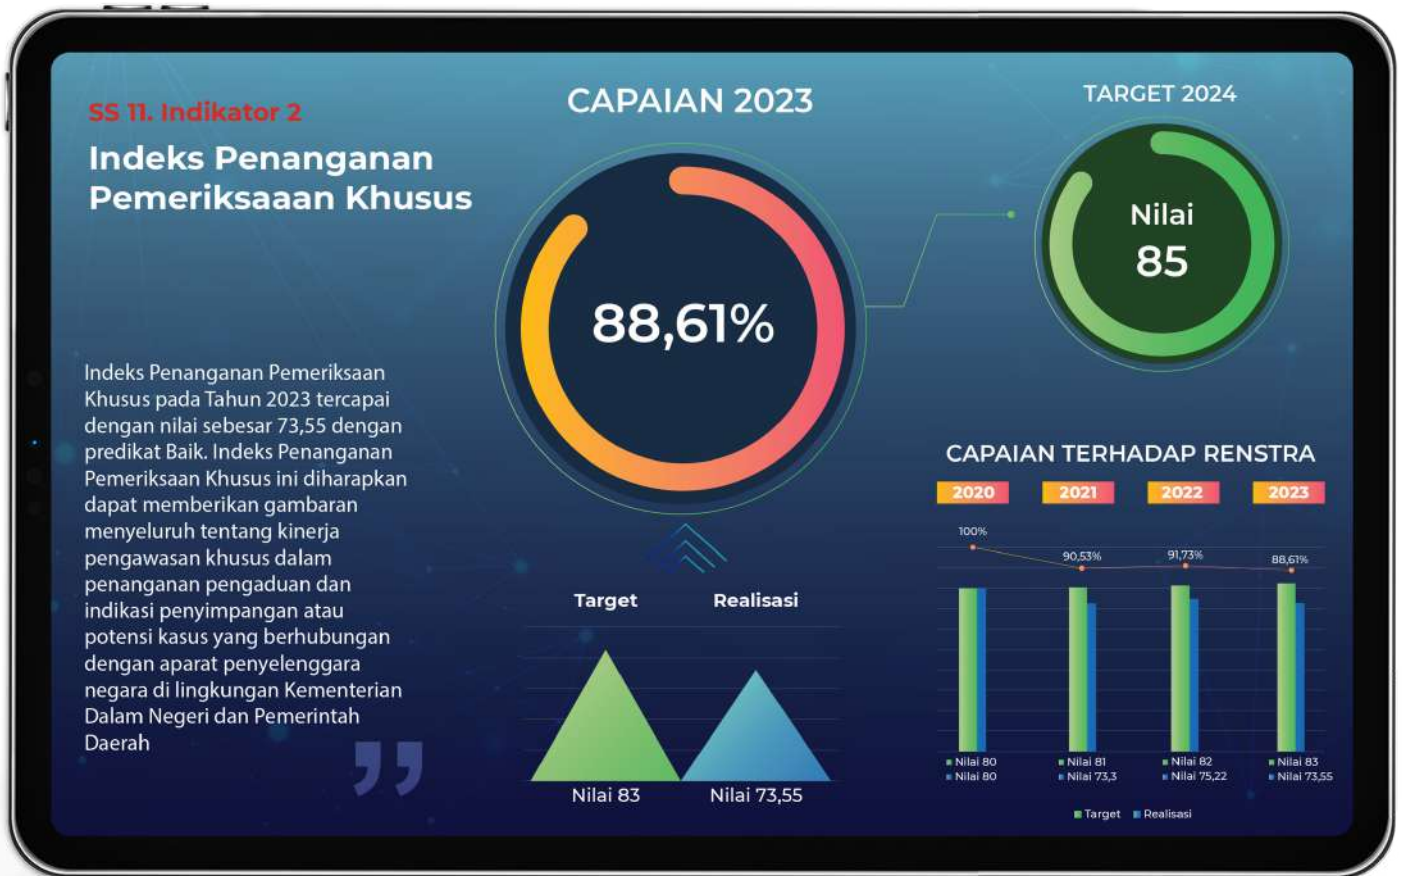 SS 11. Indikator 2
Indeks Penanganan
Pemeriksaaan Khusus
Indeks Penanganan Pemeriksaan
Khusus pada Tahun 2023 tercapai
dengan nilai sebesar 73,55 dengan
predikat Baik. Indeks Penanganan
Pemeriksaan Khusus ini diharapkan
dapat memberikan gambaran
menyeluruh tentang kinerja
pengawasan khusus dalam
penanganan pengaduan dan
indikasi penyimpangan atau
potensi kasus yang berhubungan
dengan aparat penyelenggara
negara di lingkungan Kementerian
Dalam Negeri dan Pemerintah
Daerah
”
CAPAIAN 2023
88,61%
Target Realisasi
Nilai 83 Nilai 73,55
TARGET 2024
Nilai
85
CAPAIAN TERHADAP RENSTRA
2020 2021 2022 2023
100% 90,53% 91,73% 88,61%
Nilai 80 Nilai 81 Nilai 82 Nilai 83
Nilai 80 Nilai 73,3 Nilai 75,22 Nilai 73,55
Target Realisasi